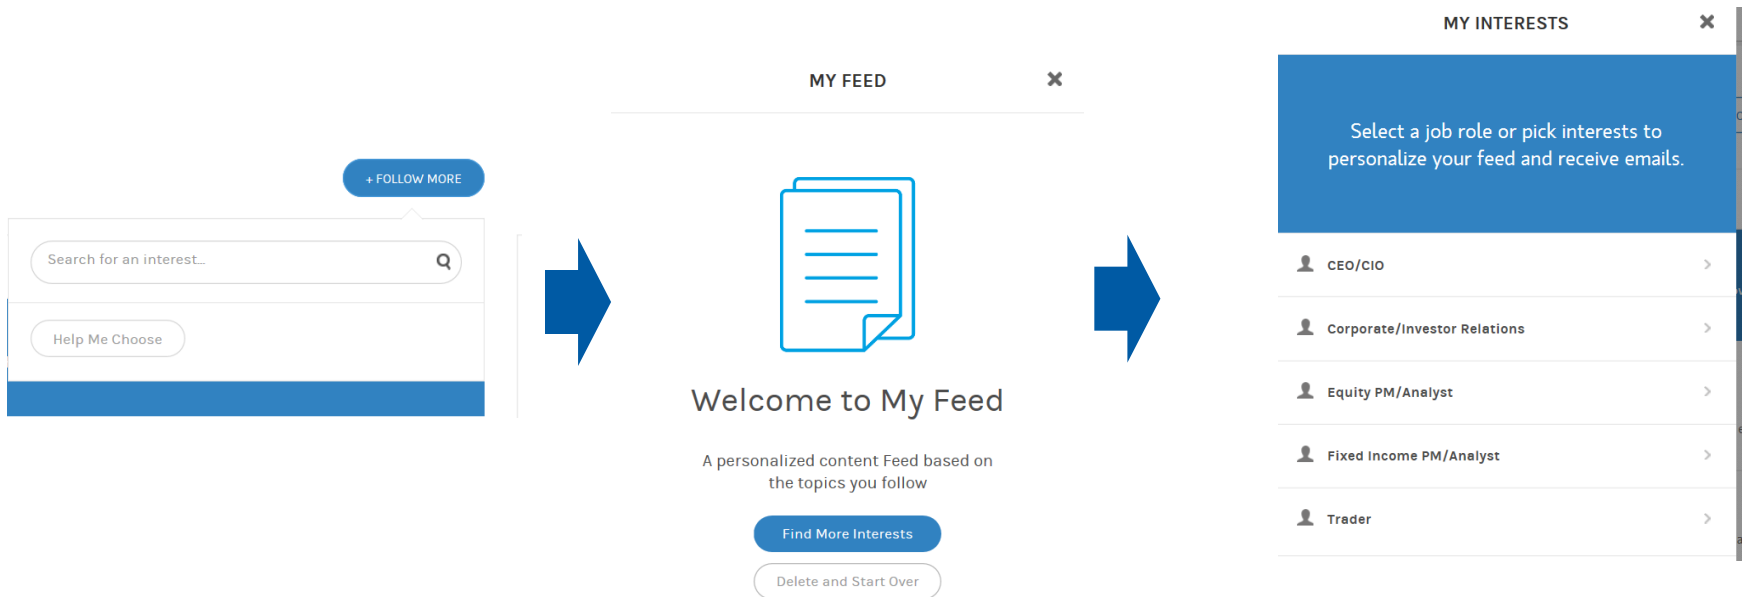 + FOLLOW MORE
Search for an interest...
Help Me Choose
MY FEED
Welcome to My Feed
A personalized content Feed based on
the topics you follow
Find More Interests
Delete and Start Over
MY INTERESTS
Select a job role or pick interests to
personalize your feed and receive emails.
CEO/CIO
Corporate/Investor Relations
Equity PM/Analyst
Fixed Income PM/Analyst
Trader